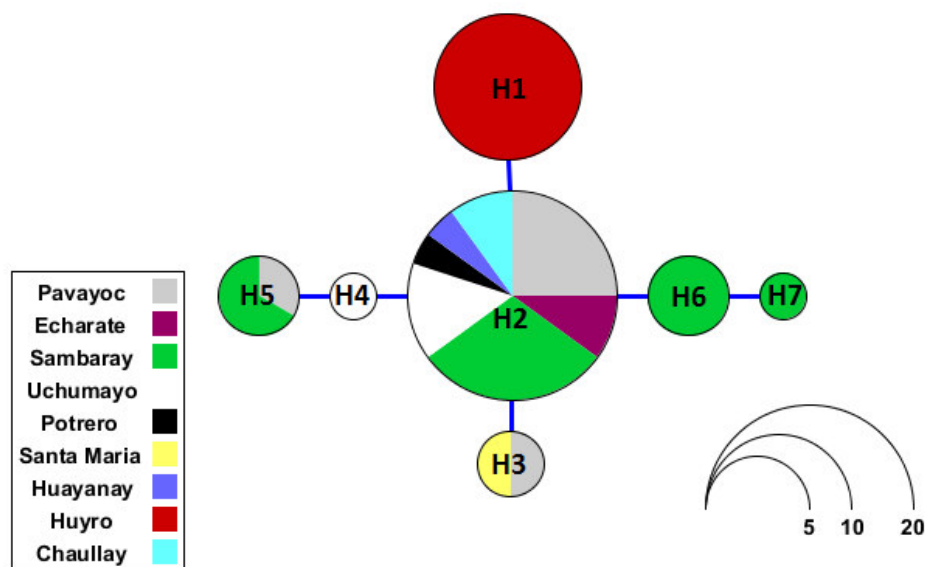 H1
H5
H4
H2
H6
H7
H3
Pavayoc
Echarate
Sambaray
Uchumayo
Potrero
Santa Maria
Huayanay
Huyro
Chaullay
5 10 20